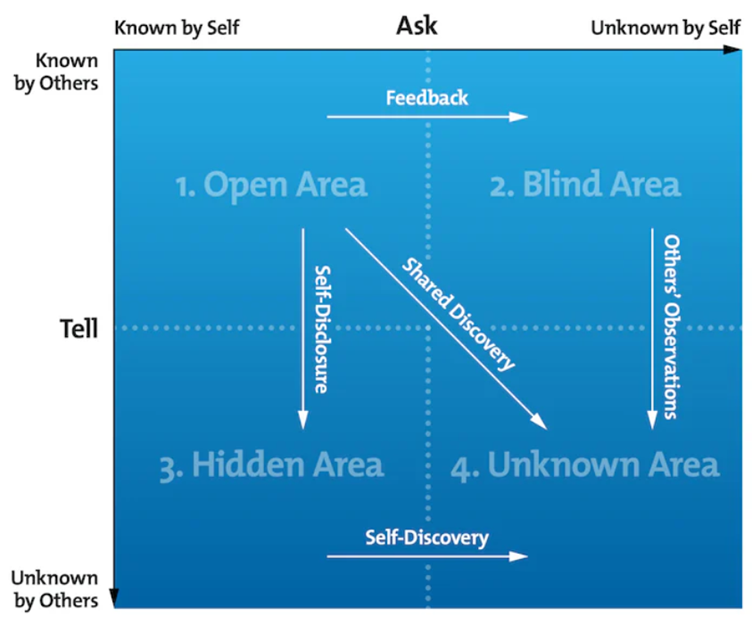 Known by Self
Ask
Unknown by Self
Known
by Others
Feedback
1. Open Area
2. Blind Area
Self-Disclosure
Shared Discovery
Others' Observations
Tell
3. Hidden Area
4. Unknown Area
Self-Discovery
Unknown
by Others